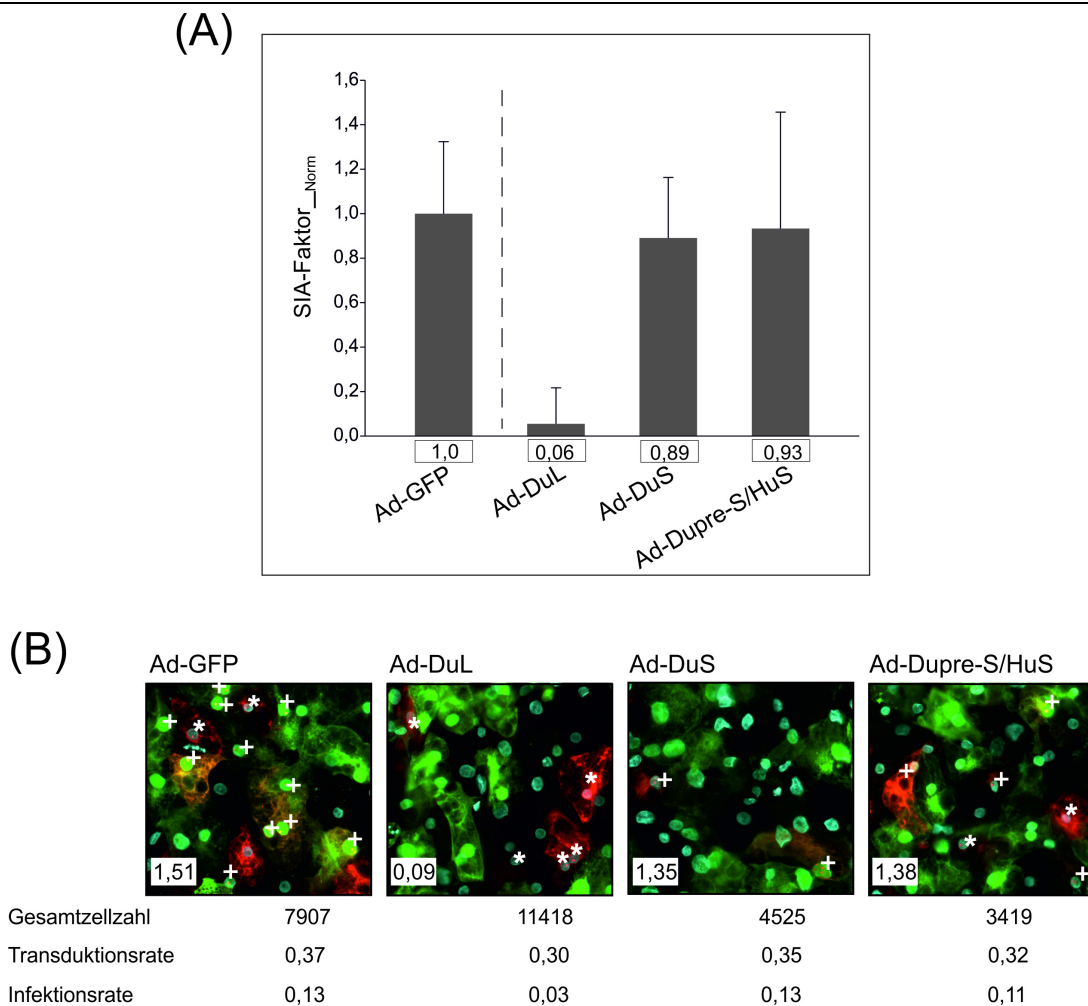 (A)
1,6
1,4
1,2
1,0
0,8
0,6
0,4
0,2
0,0
SIA-Faktor_Norm
1,0 0,06 0,89 0,93
Ad-GFP Ad-DuL Ad-DuS Ad-Dupre-S/HuS
(B)
Ad-GFP Ad-DuL Ad-DuS Ad-Dupre-S/HuS
1,51 0,09 1,35 1,38
Gesamtzellzahl 7907 11418 4525 3419
Transduktionsrate 0,37 0,30 0,35 0,32
Infektionsrate 0,13 0,03 0,13 0,11